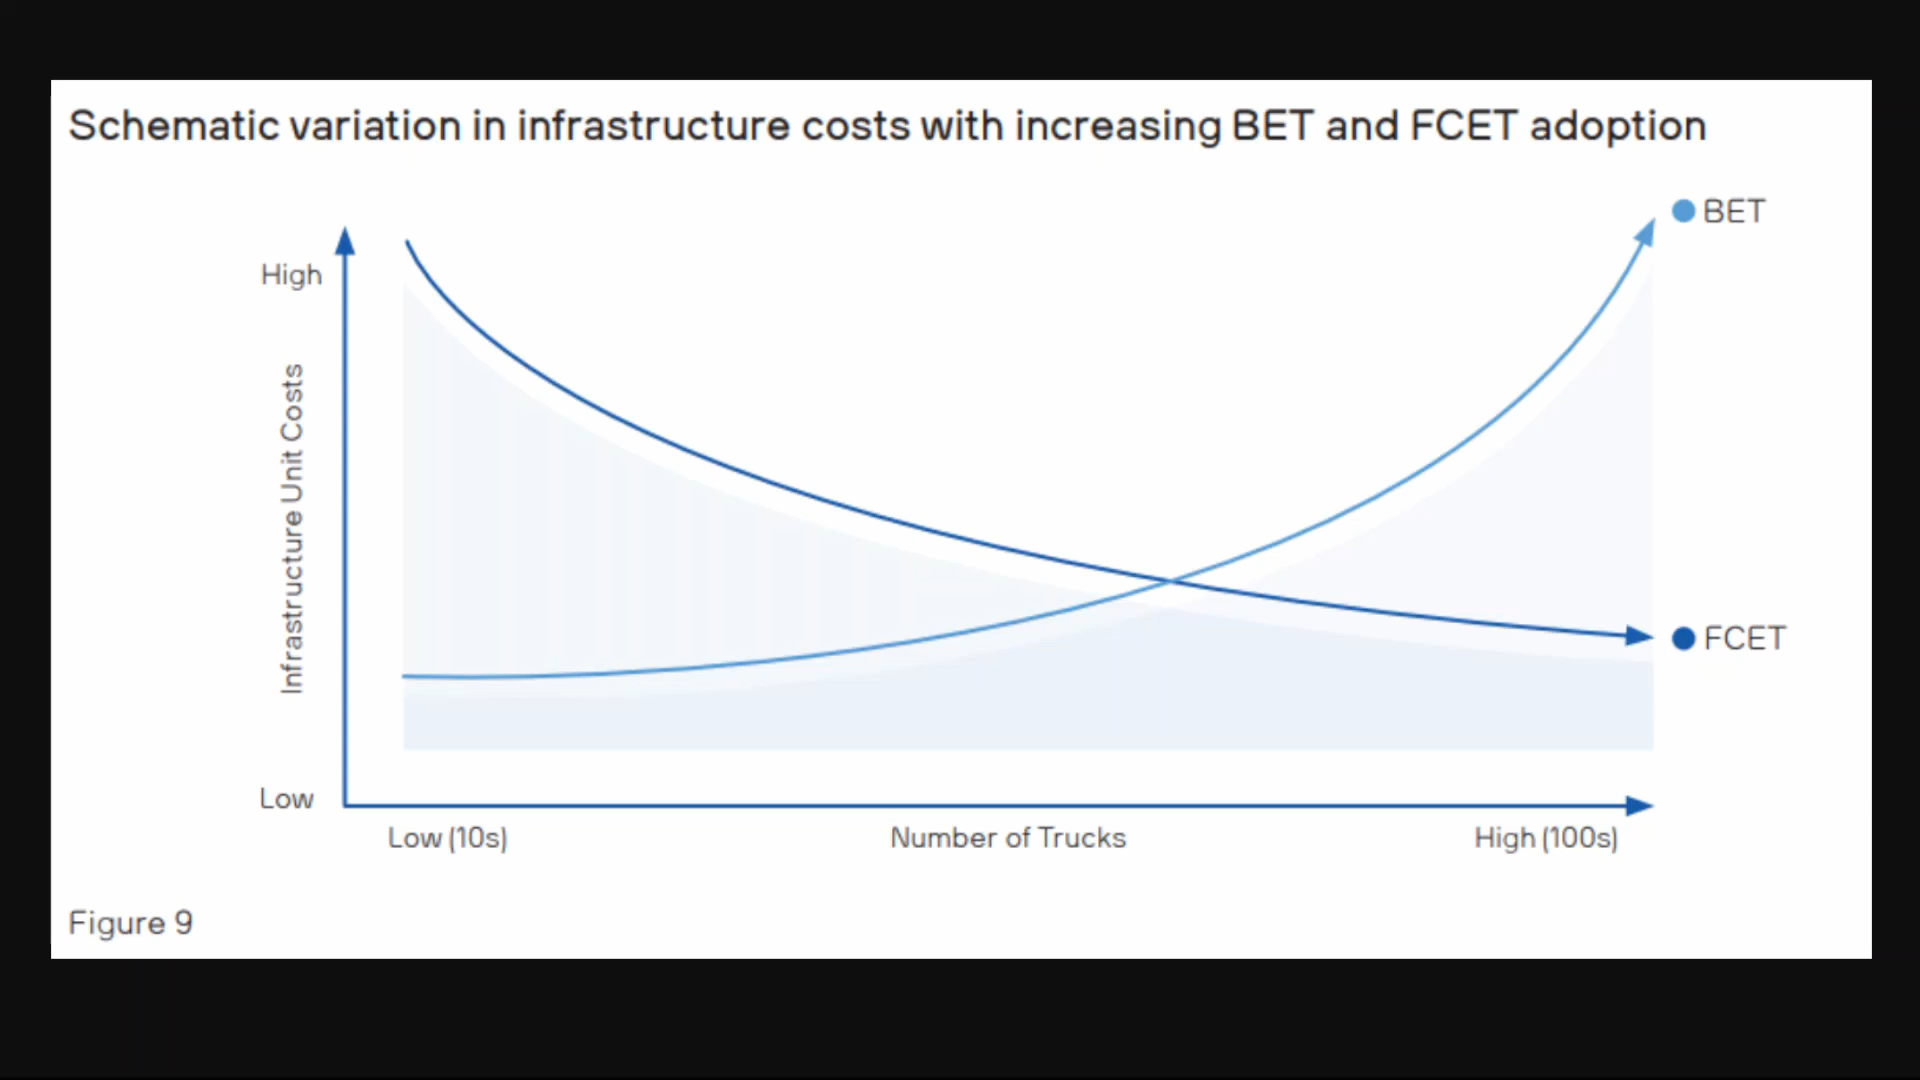 Schematic variation in infrastructure costs with increasing BET and FCET adoption
BET
High
Infrastructure Unit Costs
FCET
Low
Low (10s)
Number of Trucks
High (100s)
Figure 9